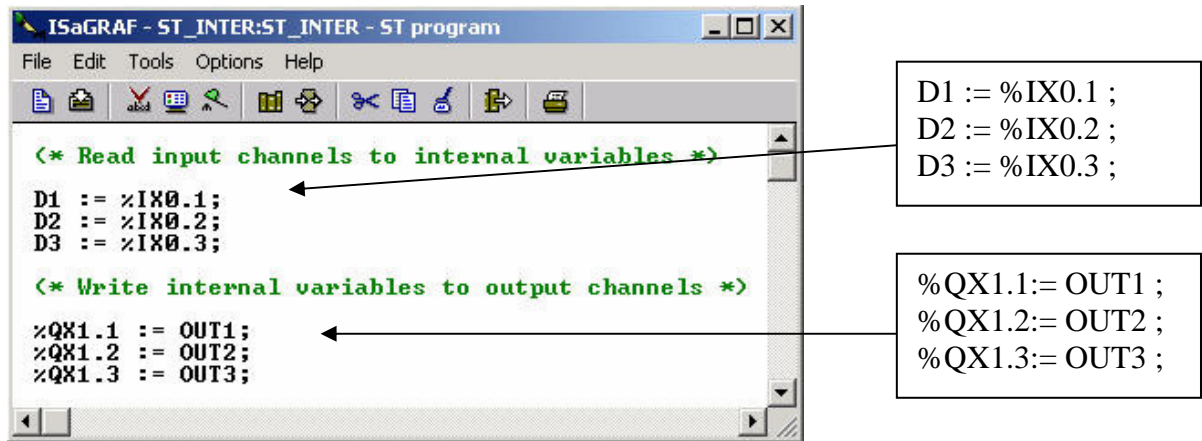 ISaGRAF - ST_INTER:ST_INTER - ST program
File Edit Tools Options Help
(* Read input channels to internal variables *)
D1 := %IX0.1;
D2 := %IX0.2;
D3 := %IX0.3;
(* Write internal variables to output channels *)
%QX1.1 := OUT1;
%QX1.2 := OUT2;
%QX1.3 := OUT3;
D1 := %IX0.1 ;
D2 := %IX0.2 ;
D3 := %IX0.3 ;
%QX1.1:= OUT1 ;
%QX1.2:= OUT2 ;
%QX1.3:= OUT3 ;